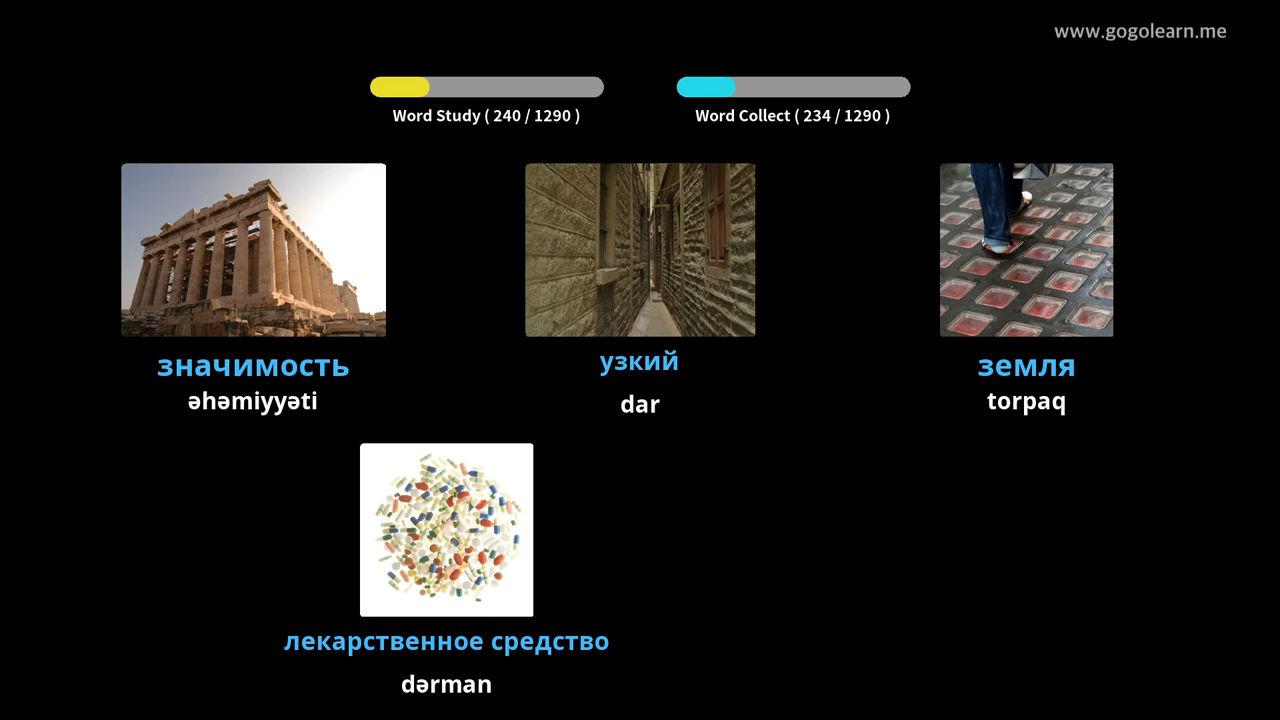 www.gogolearn.me
Word Study ( 240 / 1290 )
Word Collect ( 234 / 1290 )
значимость
əhəmiyyəti
узкий
dar
земля
torpaq
лекарственное средство
dərman